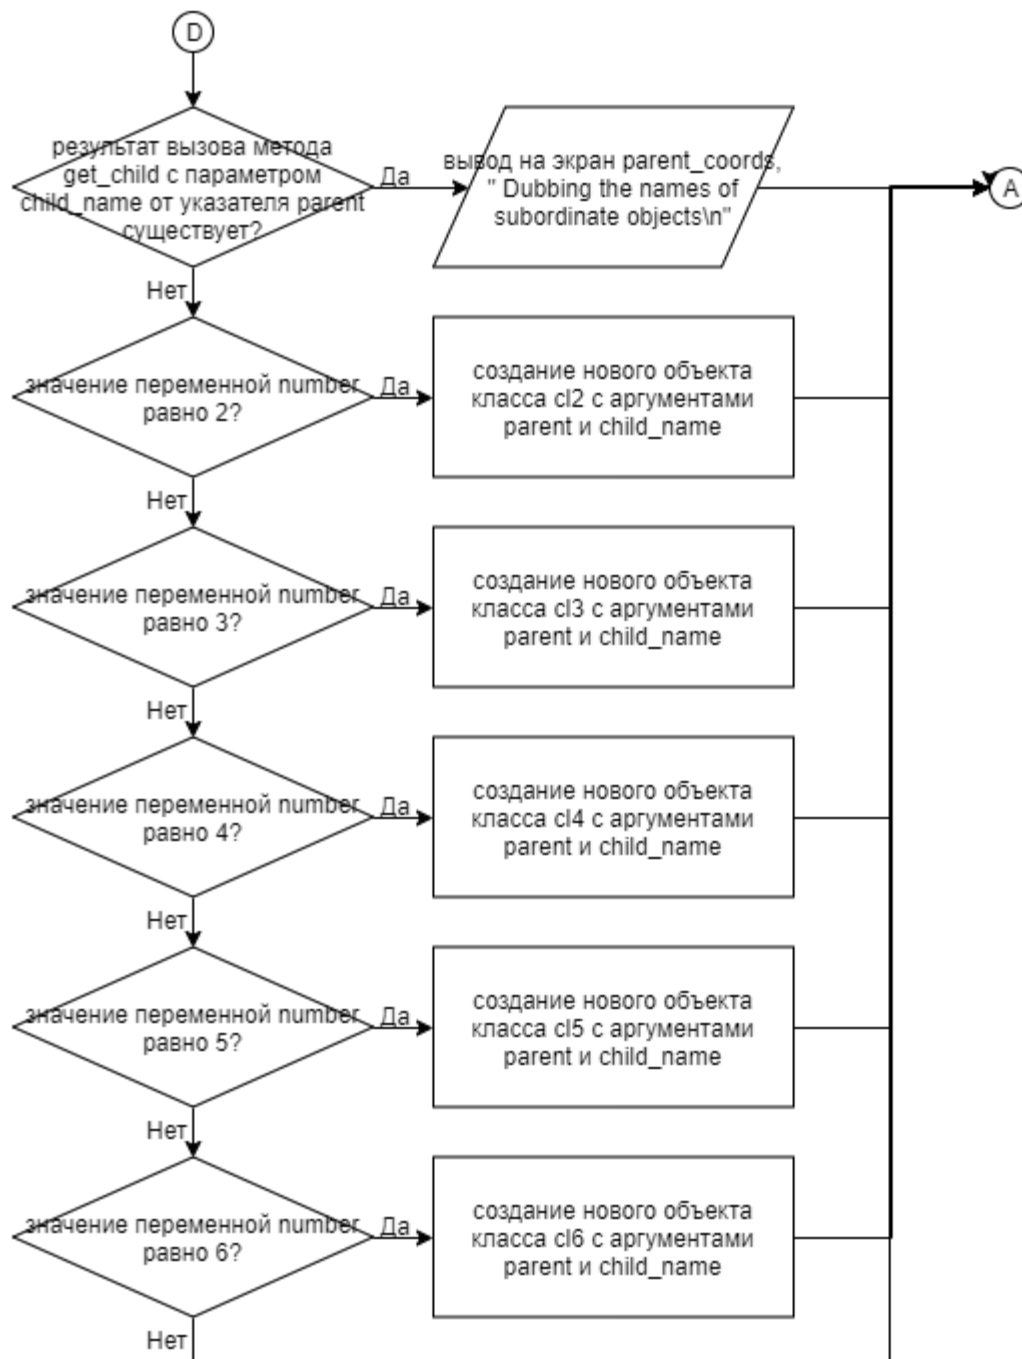 D
результат вызова метода
get_child с параметром
child_name от указателя parent
существует?
Да
вывод на экран parent_coords,
" Dubbing the names of
subordinate objects\n"
A
Нет
значение переменной number
равно 2?
Да
создание нового объекта
класса cl2 с аргументами
parent и child_name
Нет
значение переменной number
равно 3?
Да
создание нового объекта
класса cl3 с аргументами
parent и child_name
Нет
значение переменной number
равно 4?
Да
создание нового объекта
класса cl4 с аргументами
parent и child_name
Нет
значение переменной number
равно 5?
Да
создание нового объекта
класса cl5 с аргументами
parent и child_name
Нет
значение переменной number
равно 6?
Да
создание нового объекта
класса cl6 с аргументами
parent и child_name
Нет